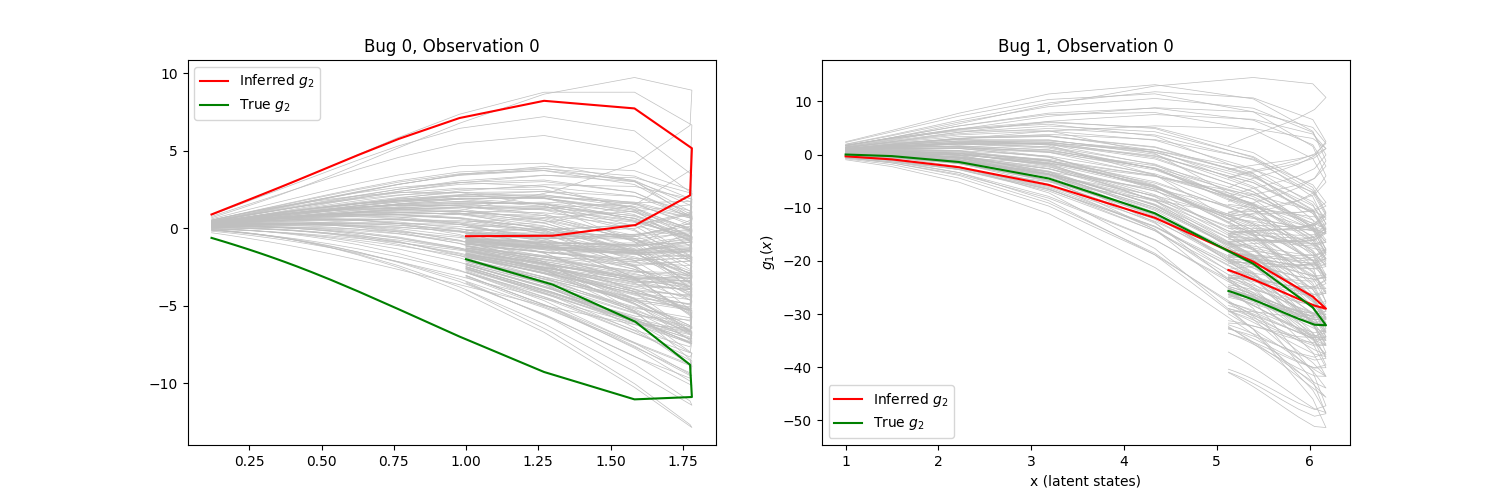 Bug 0, Observation 0
Inferred g₂
True g₂
10
5
0
−5
−10
0.25 0.50 0.75 1.00 1.25 1.50 1.75
Bug 1, Observation 0
10
0
−10
−20
−30
−40
−50
g₁(x)
Inferred g₂
True g₂
1 2 3 4 5 6
x (latent states)